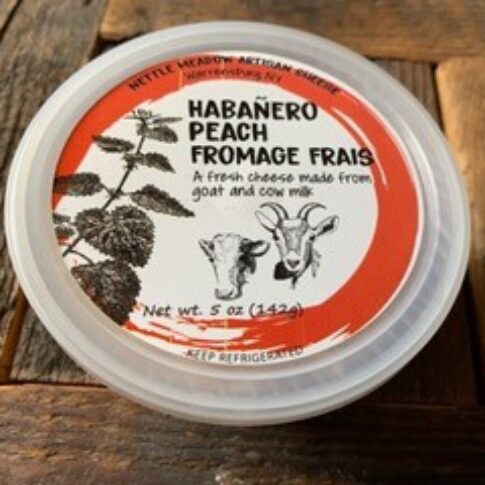 NETTLE MEADOW ARTISAN CHEESE
Warrensburg, NY
HABAÑERO
PEACH
FROMAGE FRAIS
A fresh cheese made from
goat and cow milk
Net wt. 5 oz (142g)
KEEP REFRIGERATED